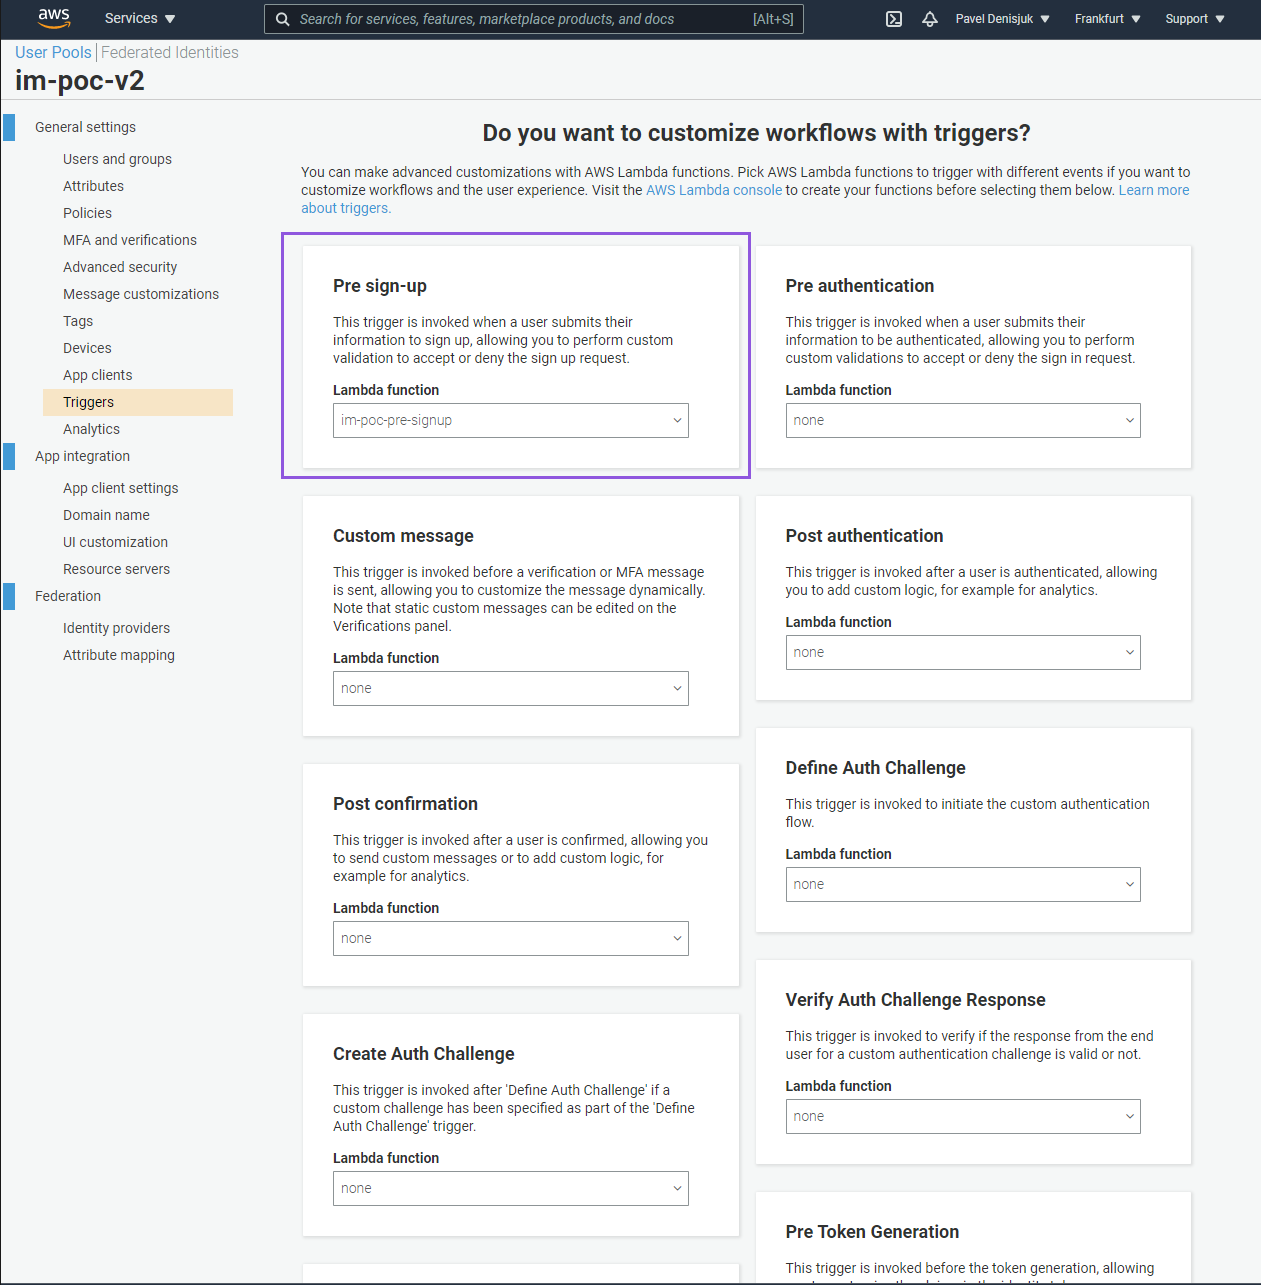 aws
Services
Search for services, features, marketplace products, and docs
[Alt+S]
Pavel Denisjuk
Frankfurt
Support
User Pools
Federated Identities
im-poc-v2
General settings
Users and groups
Attributes
Policies
MFA and verifications
Advanced security
Message customizations
Tags
Devices
App clients
Triggers
Analytics
App integration
App client settings
Domain name
UI customization
Resource servers
Federation
Identity providers
Attribute mapping
Do you want to customize workflows with triggers?
You can make advanced customizations with AWS Lambda functions. Pick AWS Lambda functions to trigger with different events if you want to
customize workflows and the user experience. Visit the AWS Lambda console to create your functions before selecting them below. Learn more
about triggers.
Pre sign-up
This trigger is invoked when a user submits their
information to sign up, allowing you to perform custom
validation to accept or deny the sign up request.
Lambda function
im-poc-pre-signup
Pre authentication
This trigger is invoked when a user submits their
information to be authenticated, allowing you to perform
custom validations to accept or deny the sign in request.
Lambda function
none
Custom message
This trigger is invoked before a verification or MFA message
is sent, allowing you to customize the message dynamically.
Note that static custom messages can be edited on the
Verifications panel.
Lambda function
none
Post authentication
This trigger is invoked after a user is authenticated, allowing
you to add custom logic, for example for analytics.
Lambda function
none
Define Auth Challenge
This trigger is invoked to initiate the custom authentication
flow.
Lambda function
none
Post confirmation
This trigger is invoked after a user is confirmed, allowing you
to send custom messages or to add custom logic, for
example for analytics.
Lambda function
none
Verify Auth Challenge Response
This trigger is invoked to verify if the response from the end
user for a custom authentication challenge is valid or not.
Lambda function
none
Create Auth Challenge
This trigger is invoked after 'Define Auth Challenge' if a
custom challenge has been specified as part of the 'Define
Auth Challenge' trigger.
Lambda function
none
Pre Token Generation
This trigger is invoked before the token generation, allowing